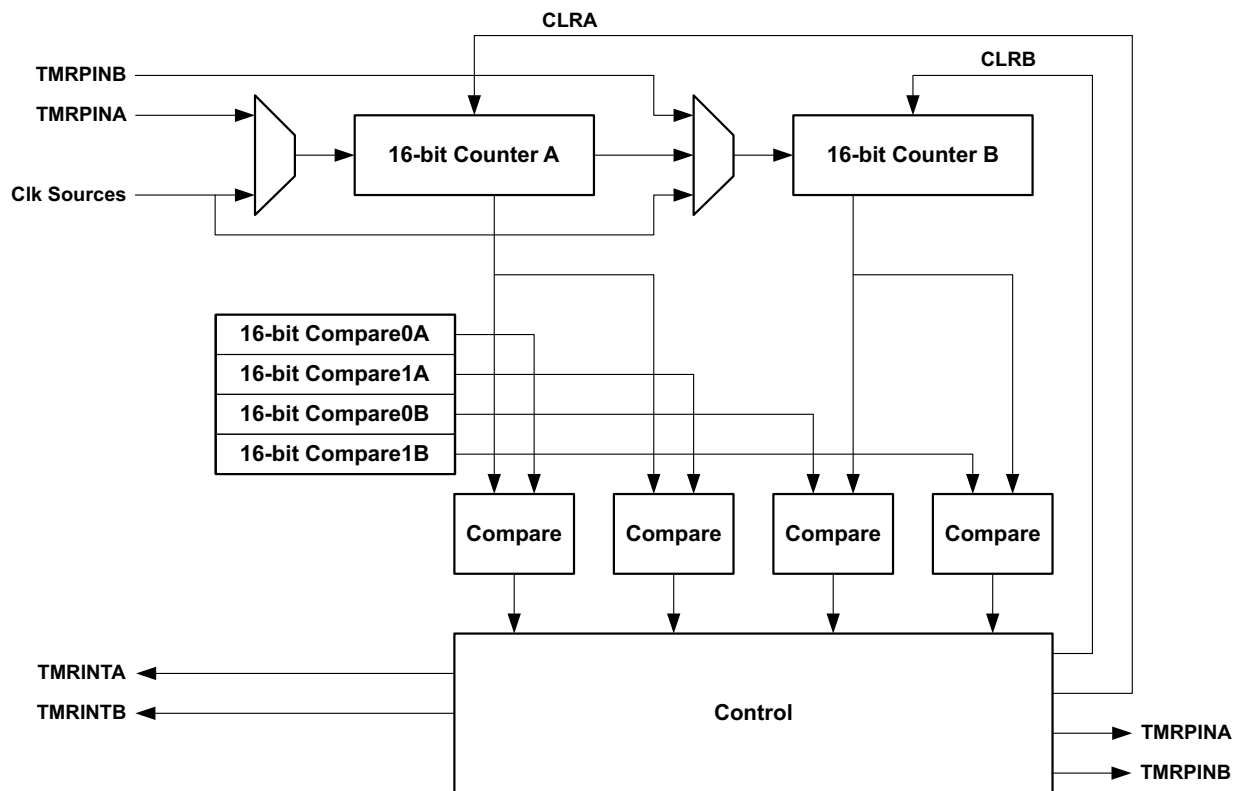 CLRA
CLRB
TMRPINB
TMRPINA
Clk Sources
16-bit Counter A
16-bit Counter B
16-bit Compare0A
16-bit Compare1A
16-bit Compare0B
16-bit Compare1B
Compare
Compare
Compare
Compare
TMRINTA
TMRINTB
Control
TMRPINA
TMRPINB